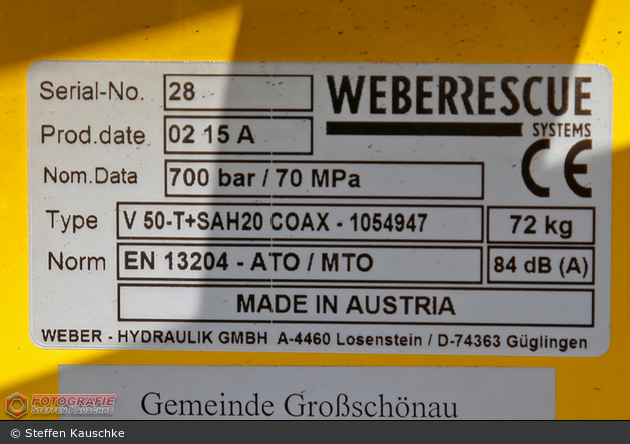 Serial-No. 28 WEBERRESCUE
SYSTEMS
Prod.date 02 15 A
CE
Nom.Data 700 bar / 70 MPa
Type V 50-T+SAH20 COAX - 1054947 72 kg
Norm EN 13204 - ATO / MTO 84 dB (A)
MADE IN AUSTRIA
WEBER - HYDRAULIK GMBH A-4460 Losenstein / D-74363 Güglingen
Gemeinde Großschönau
FOTOGRAFIE
STEFFEN KAUSCHKE
© Steffen Kauschke